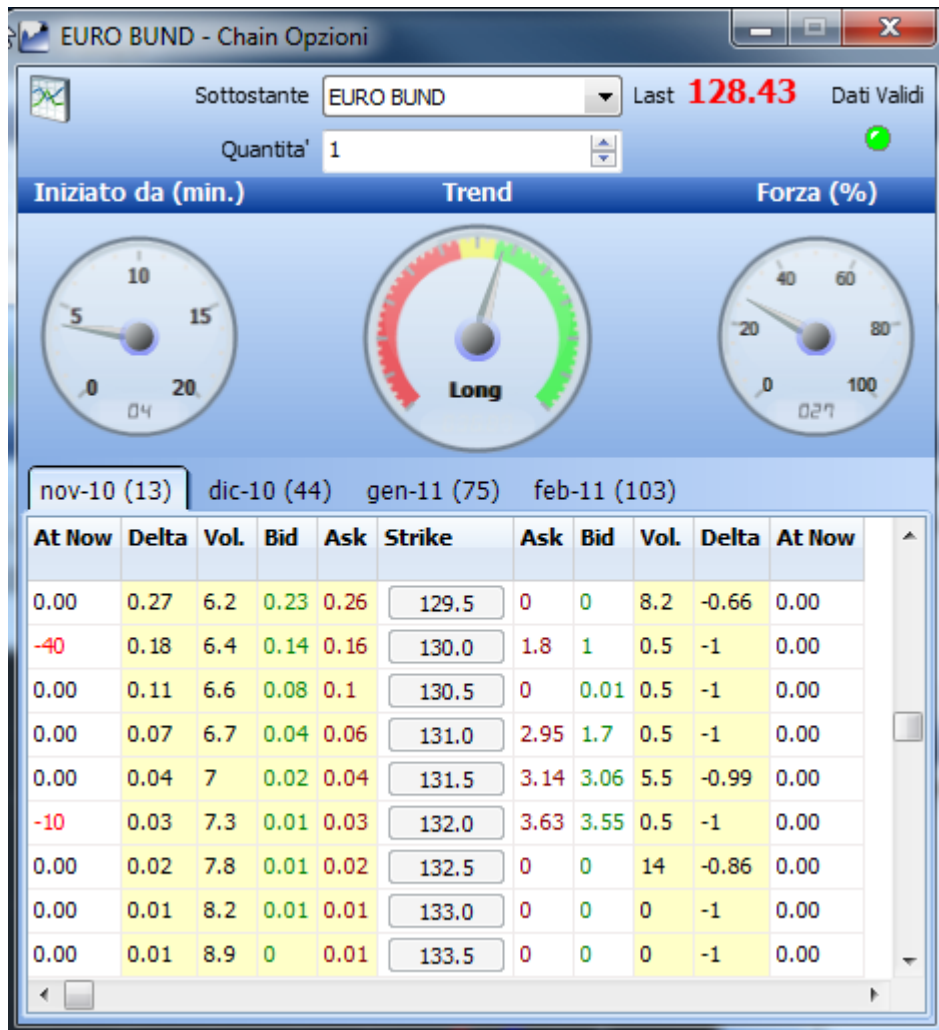 EURO BUND - Chain Opzioni
Sottostante EURO BUND Last 128.43 Dati Validi
Quantita' 1
Iniziato da (min.) Trend Forza (%)
0 5 10 15 20 04
Long
0 20 40 60 80 100 027
nov-10 (13) dic-10 (44) gen-11 (75) feb-11 (103)
At Now Delta Vol. Bid Ask Strike Ask Bid Vol. Delta At Now
0.00 0.27 6.2 0.23 0.26 129.5 0 0 8.2 -0.66 0.00
-40 0.18 6.4 0.14 0.16 130.0 1.8 1 0.5 -1 0.00
0.00 0.11 6.6 0.08 0.1 130.5 0 0.01 0.5 -1 0.00
0.00 0.07 6.7 0.04 0.06 131.0 2.95 1.7 0.5 -1 0.00
0.00 0.04 7 0.02 0.04 131.5 3.14 3.06 5.5 -0.99 0.00
-10 0.03 7.3 0.01 0.03 132.0 3.63 3.55 0.5 -1 0.00
0.00 0.02 7.8 0.01 0.02 132.5 0 0 14 -0.86 0.00
0.00 0.01 8.2 0.01 0.01 133.0 0 0 0 -1 0.00
0.00 0.01 8.9 0 0.01 133.5 0 0 0 -1 0.00